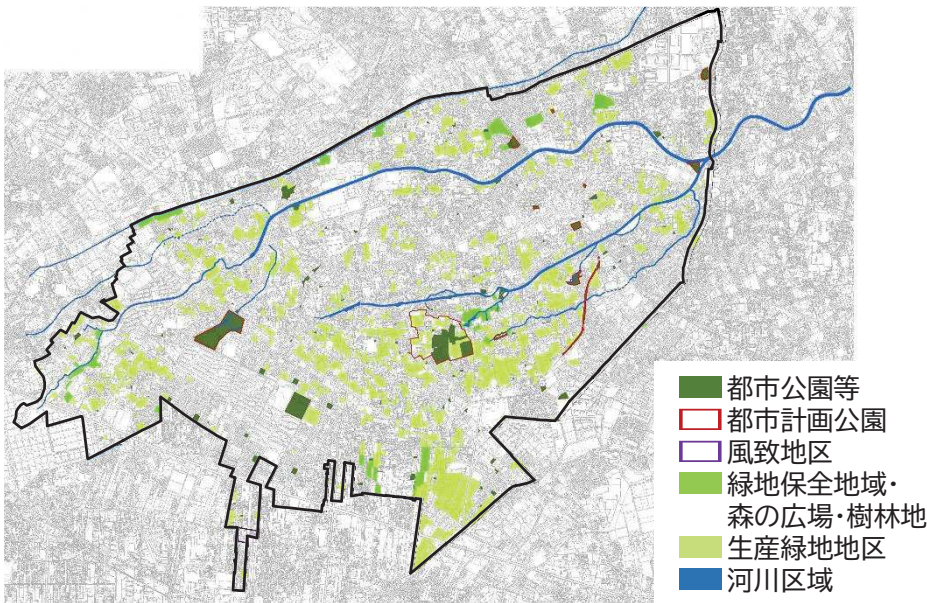 都市公園等
都市計画公園
風致地区
緑地保全地域・
森の広場・樹林地
生産緑地地区
河川区域